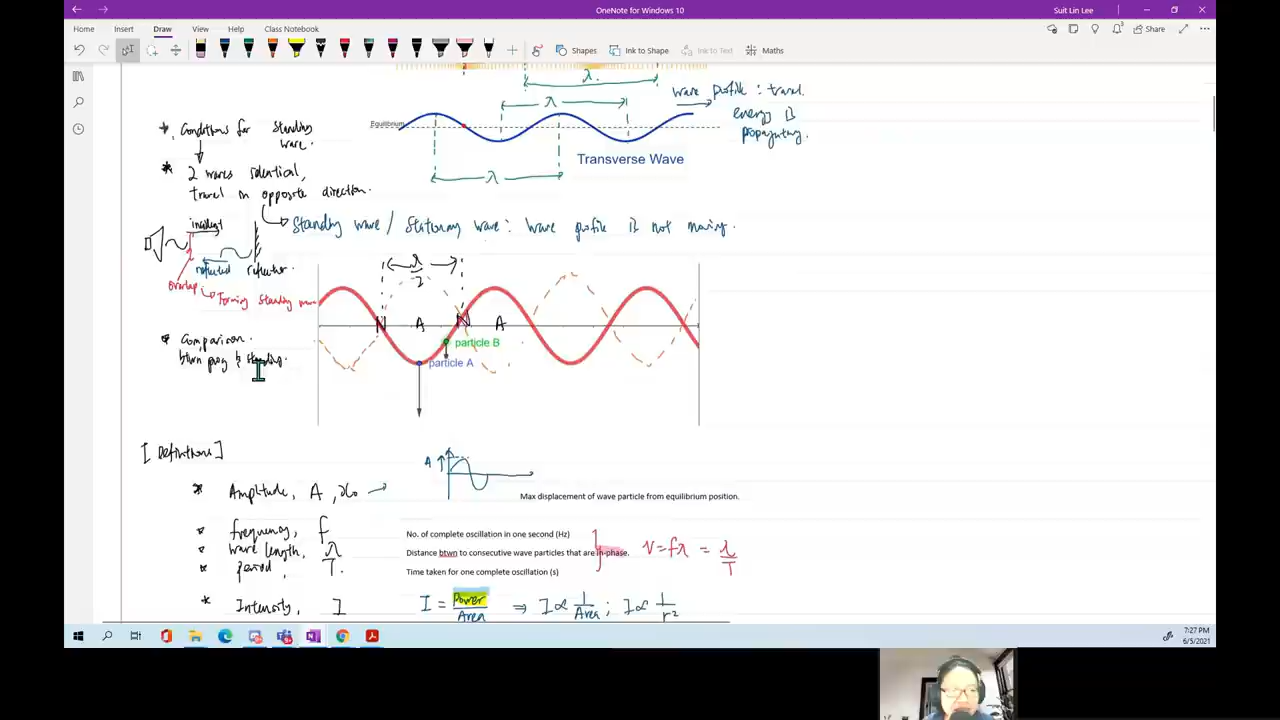 OneNote for Windows 10
Suit Lin Lee
Home Insert Draw View Help Class Notebook
Share
Shapes Ink to Shape Ink to Text Maths
λ
wave profile : travel
λ
energy is
propagating.
Equilibrium
* Conditions for standing
wave.
Transverse Wave
* 2 waves identical,
travel in opposite direction.
λ
Standing wave / Stationary wave : wave profile is not moving.
incident
reflected reflector.
overlap
Forming standing wave
λ/2
N A N A
* Comparison
btwn prog & standing.
particle B
particle A
[Definitions]
A
* Amplitude, A, x₀ →
Max displacement of wave particle from equilibrium position.
* frequency, f
No. of complete oscillation in one second (Hz)
* wave length, λ
Distance btwn to consecutive wave particles that are in-phase.
v = fλ = λ/T
* period, T.
Time taken for one complete oscillation (s)
* Intensity, I
I = Power/Area ⇒ I ∝ 1/Area ; I ∝ 1/r²
7:27 PM
6/5/2021